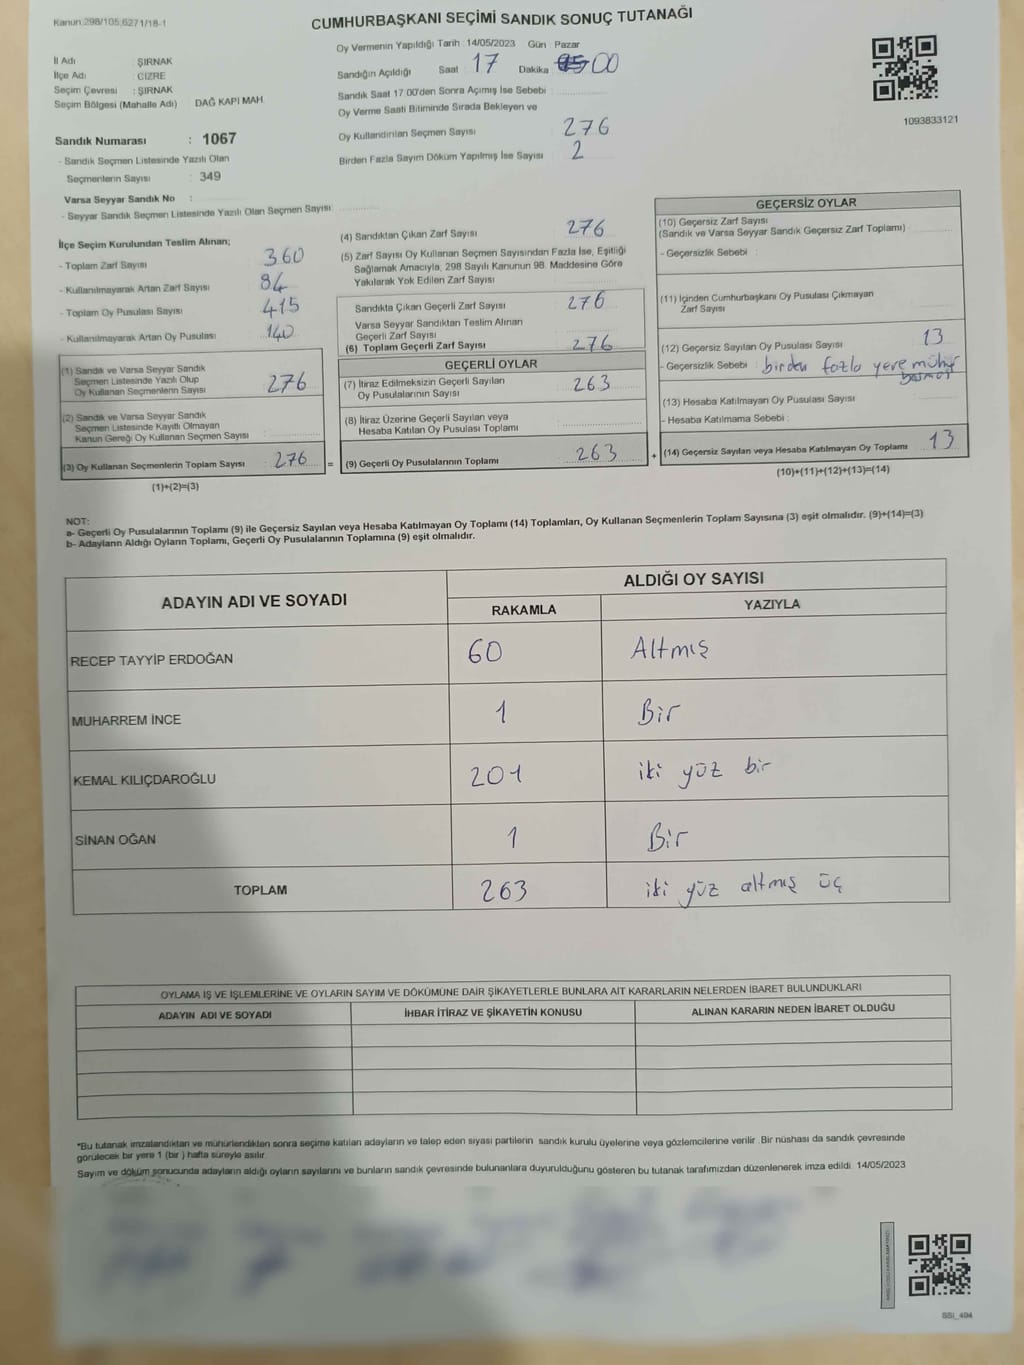 Kanun:298/105,6271/18-1
CUMHURBAŞKANI SEÇİMİ SANDIK SONUÇ TUTANAĞI
İl Adı : ŞIRNAK
İlçe Adı : CİZRE
Seçim Çevresi : ŞIRNAK
Seçim Bölgesi (Mahalle Adı) DAĞ KAPI MAH
Sandık Numarası : 1067
- Sandık Seçmen Listesinde Yazılı Olan
Seçmenlerin Sayısı : 349
Varsa Seyyar Sandık No :
- Seyyar Sandık Seçmen Listesinde Yazılı Olan Seçmen Sayısı:
Oy Vermenin Yapıldığı Tarih :14/05/2023 Gün : Pazar
Sandığın Açıldığı Saat 17 Dakika 00
Sandık Saat 17:00'den Sonra Açımış İse Sebebi :
Oy Verme Saati Bitiminde Sırada Bekleyen ve
Oy Kullandırılan Seçmen Sayısı : 276
Birden Fazla Sayım Döküm Yapılmış İse Sayısı : 2
1093833121
İlçe Seçim Kurulundan Teslim Alınan;
- Toplam Zarf Sayısı : 360
- Kullanılmayarak Artan Zarf Sayısı : 84
- Toplam Oy Pusulası Sayısı : 415
- Kullanılmayarak Artan Oy Pusulası : 140
(1) Sandık ve Varsa Seyyar Sandık
Seçmen Listesinde Yazılı Olup
Oy Kullanan Seçmenlerin Sayısı : 276
(2) Sandık ve Varsa Seyyar Sandık
Seçmen Listesinde Kayıtlı Olmayan
Kanun Gereği Oy Kullanan Seçmen Sayısı :
(3) Oy Kullanan Seçmenlerin Toplam Sayısı : 276
(1)+(2)=(3)
(4) Sandıktan Çıkan Zarf Sayısı : 276
(5) Zarf Sayısı Oy Kullanan Seçmen Sayısından Fazla İse, Eşitliği
Sağlamak Amacıyla, 298 Sayılı Kanunun 98. Maddesine Göre
Yakılarak Yok Edilen Zarf Sayısı :
Sandıkta Çıkan Geçerli Zarf Sayısı : 276
Varsa Seyyar Sandıktan Teslim Alınan
Geçerli Zarf Sayısı :
(6) Toplam Geçerli Zarf Sayısı : 276
GEÇERLİ OYLAR
(7) İtiraz Edilmeksizin Geçerli Sayılan
Oy Pusulalarının Sayısı : 263
(8) İtiraz Üzerine Geçerli Sayılan veya
Hesaba Katılan Oy Pusulası Toplamı :
= (9) Geçerli Oy Pusulalarının Toplamı : 263
GEÇERSİZ OYLAR
(10) Geçersiz Zarf Sayısı
(Sandık ve Varsa Seyyar Sandık Geçersiz Zarf Toplamı) :
- Geçersizlik Sebebi :
(11) İçinden Cumhurbaşkanı Oy Pusulası Çıkmayan
Zarf Sayısı :
(12) Geçersiz Sayılan Oy Pusulası Sayısı : 13
- Geçersizlik Sebebi : birden fazla yere mühür
basmak
(13) Hesaba Katılmayan Oy Pusulası Sayısı :
- Hesaba Katılmama Sebebi :
+ (14) Geçersiz Sayılan veya Hesaba Katılmayan Oy Toplamı : 13
(10)+(11)+(12)+(13)=(14)
NOT:
a- Geçerli Oy Pusulalarının Toplamı (9) ile Geçersiz Sayılan veya Hesaba Katılmayan Oy Toplamı (14) Toplamları, Oy Kullanan Seçmenlerin Toplam Sayısına (3) eşit olmalıdır. (9)+(14)=(3)
b- Adayların Aldığı Oyların Toplamı, Geçerli Oy Pusulalarının Toplamına (9) eşit olmalıdır.
ADAYIN ADI VE SOYADI ALDIĞI OY SAYISI
RAKAMLA YAZIYLA
RECEP TAYYİP ERDOĞAN 60 Altmış
MUHARREM İNCE 1 Bir
KEMAL KILIÇDAROĞLU 201 iki yüz bir
SİNAN OĞAN 1 Bir
TOPLAM 263 iki yüz altmış üç
OYLAMA İŞ VE İŞLEMLERİNE VE OYLARIN SAYIM VE DÖKÜMÜNE DAİR ŞİKAYETLERLE BUNLARA AİT KARARLARIN NELERDEN İBARET BULUNDUKLARI
ADAYIN ADI VE SOYADI İHBAR İTİRAZ VE ŞİKAYETİN KONUSU ALINAN KARARIN NEDEN İBARET OLDUĞU
*Bu tutanak imzalandıktan ve mühürlendikten sonra seçime katılan adayların ve talep eden siyasi partilerin sandık kurulu üyelerine veya gözlemcilerine verilir .Bir nüshası da sandık çevresinde
görülecek bir yere 1 (bir ) hafta süreyle asılır.
Sayım ve döküm sonucunda adayların aldığı oyların sayılarını ve bunların sandık çevresinde bulunanlara duyurulduğunu gösteren bu tutanak tarafımızdan düzenlenerek imza edildi. 14/05/2023
SSI_404